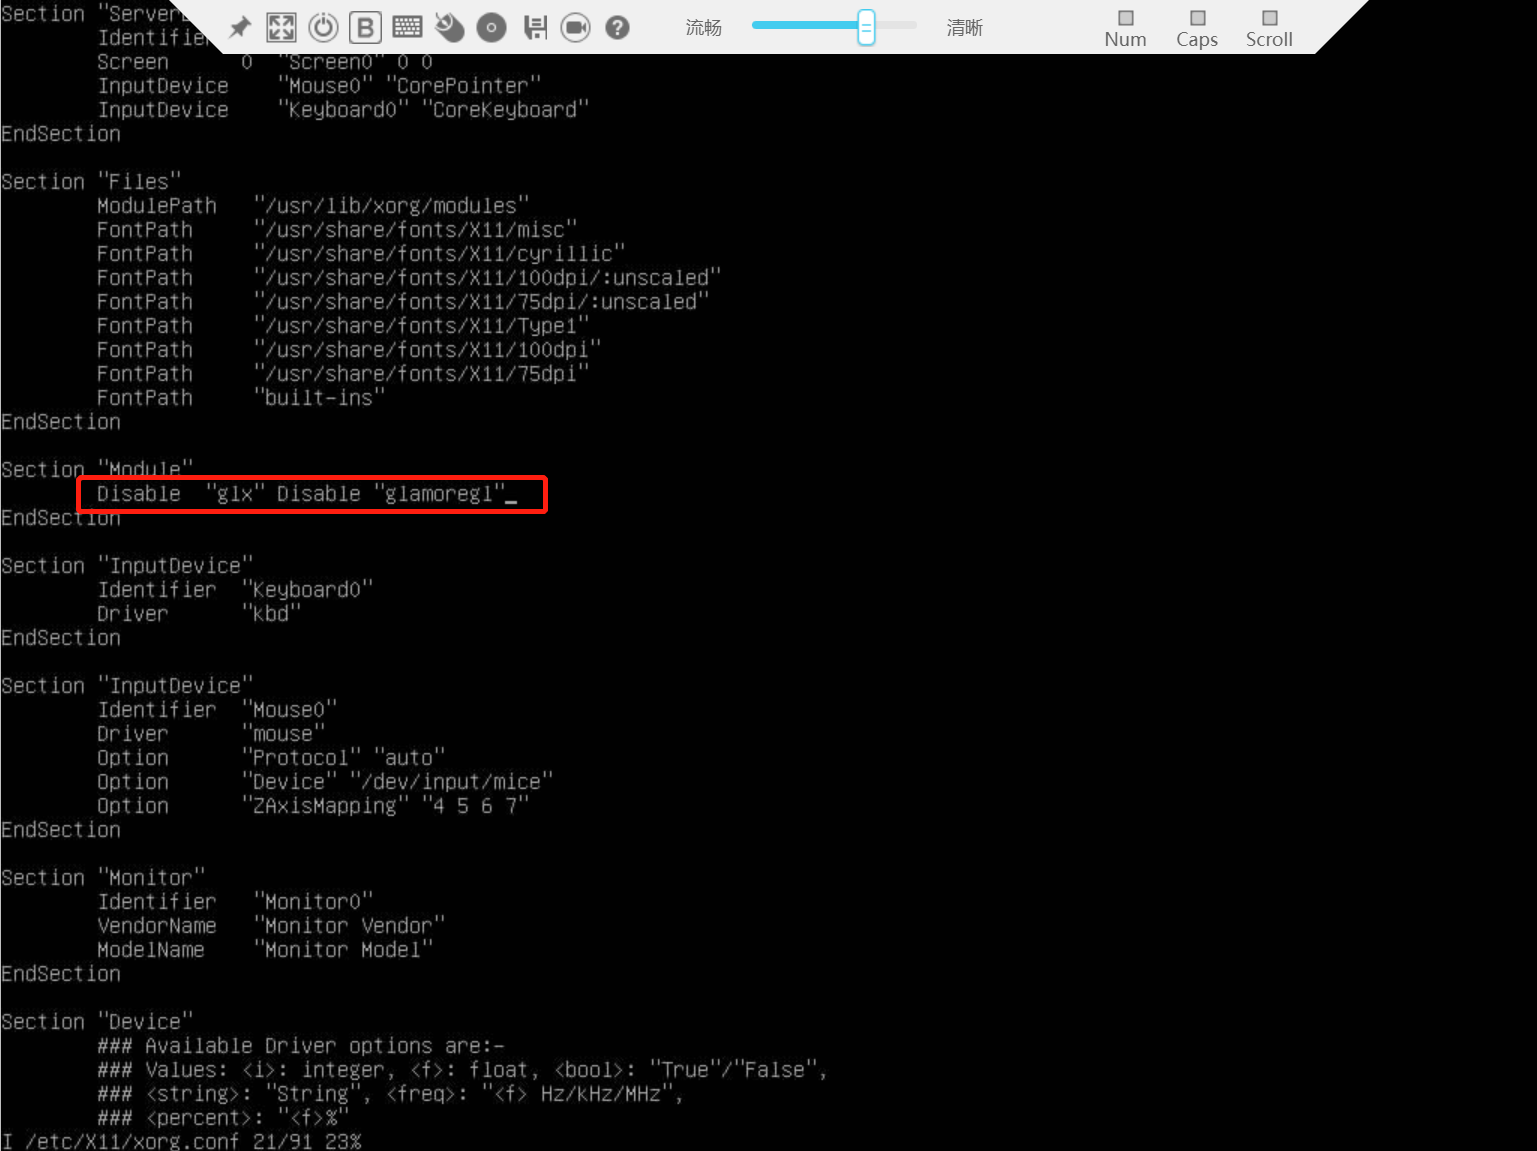 流畅 清晰 Num Caps Scroll
Section "Server
Identifier
Screen 0 "Screen0" 0 0
InputDevice "Mouse0" "CorePointer"
InputDevice "Keyboard0" "CoreKeyboard"
EndSection
Section "Files"
ModulePath "/usr/lib/xorg/modules"
FontPath "/usr/share/fonts/X11/misc"
FontPath "/usr/share/fonts/X11/cyrillic"
FontPath "/usr/share/fonts/X11/100dpi/:unscaled"
FontPath "/usr/share/fonts/X11/75dpi/:unscaled"
FontPath "/usr/share/fonts/X11/Type1"
FontPath "/usr/share/fonts/X11/100dpi"
FontPath "/usr/share/fonts/X11/75dpi"
FontPath "built-ins"
EndSection
Section "Module"
Disable "glx" Disable "glamoregl"_
EndSection
Section "InputDevice"
Identifier "Keyboard0"
Driver "kbd"
EndSection
Section "InputDevice"
Identifier "Mouse0"
Driver "mouse"
Option "Protocol" "auto"
Option "Device" "/dev/input/mice"
Option "ZAxisMapping" "4 5 6 7"
EndSection
Section "Monitor"
Identifier "Monitor0"
VendorName "Monitor Vendor"
ModelName "Monitor Model"
EndSection
Section "Device"
### Available Driver options are:-
### Values: <i>: integer, <f>: float, <bool>: "True"/"False",
### <string>: "String", <freq>: "<f> Hz/kHz/MHz",
### <percent>: "<f>%"
I /etc/X11/xorg.conf 21/91 23%